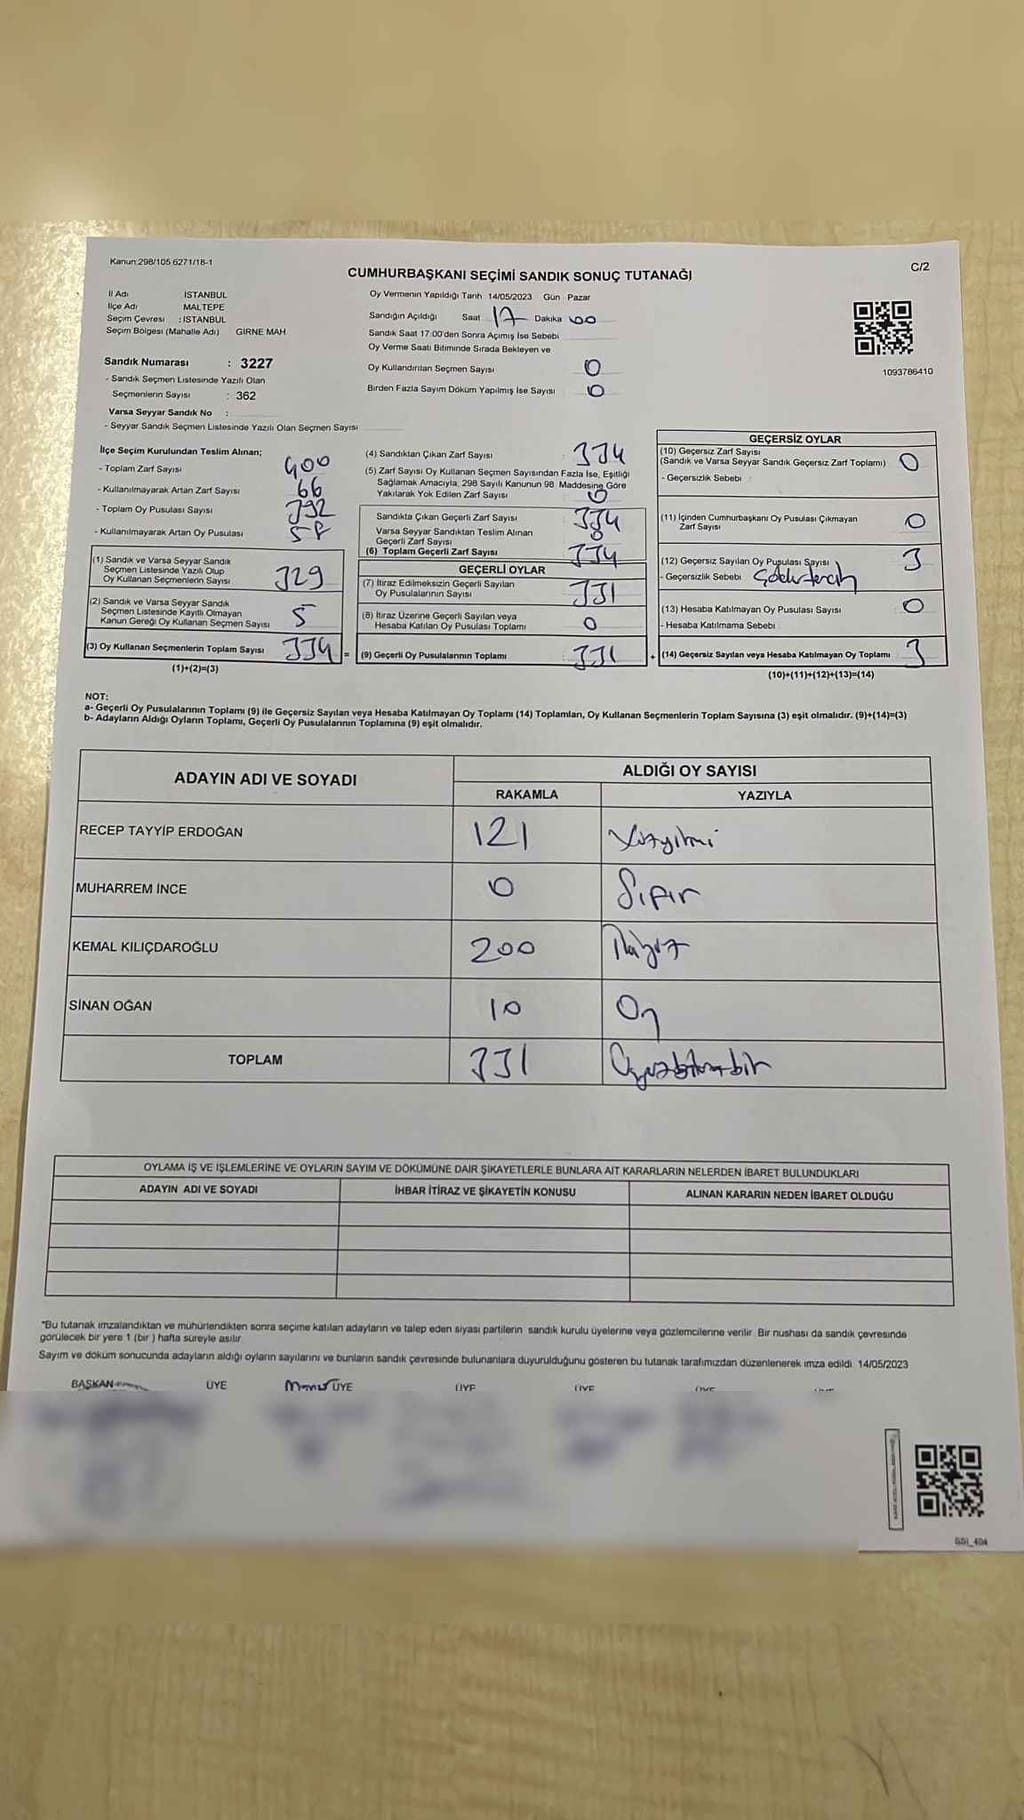 Kanun:298/105 6271/18-1
C/2
CUMHURBAŞKANI SEÇİMİ SANDIK SONUÇ TUTANAĞI
İl Adı İSTANBUL
İlçe Adı MALTEPE
Seçim Çevresi : İSTANBUL
Seçim Bölgesi (Mahalle Adı) GİRNE MAH
Sandık Numarası : 3227
- Sandık Seçmen Listesinde Yazılı Olan
Seçmenlerin Sayısı : 362
Varsa Seyyar Sandık No :
- Seyyar Sandık Seçmen Listesinde Yazılı Olan Seçmen Sayısı
Oy Vermenin Yapıldığı Tarih 14/05/2023 Gün Pazar
Sandığın Açıldığı Saat 17 Dakika 00
Sandık Saat 17:00'den Sonra Açılmış İse Sebebi
Oy Verme Saati Bitiminde Sırada Bekleyen ve
Oy Kullandırılan Seçmen Sayısı 0
Birden Fazla Sayım Döküm Yapılmış İse Sayısı 0
1093786410
İlçe Seçim Kurulundan Teslim Alınan;
- Toplam Zarf Sayısı 400
- Kullanılmayarak Artan Zarf Sayısı 66
- Toplam Oy Pusulası Sayısı 392
- Kullanılmayarak Artan Oy Pusulası 58
(1) Sandık ve Varsa Seyyar Sandık
Seçmen Listesinde Yazılı Olup
Oy Kullanan Seçmenlerin Sayısı 329
(2) Sandık ve Varsa Seyyar Sandık
Seçmen Listesinde Kayıtlı Olmayan
Kanun Gereği Oy Kullanan Seçmen Sayısı 5
(3) Oy Kullanan Seçmenlerin Toplam Sayısı 334 =
(1)+(2)=(3)
(4) Sandıktan Çıkan Zarf Sayısı 334
(5) Zarf Sayısı Oy Kullanan Seçmen Sayısından Fazla İse, Eşitliği
Sağlamak Amacıyla, 298 Sayılı Kanunun 98. Maddesine Göre
Yakılarak Yok Edilen Zarf Sayısı 0
Sandıkta Çıkan Geçerli Zarf Sayısı 334
Varsa Seyyar Sandıktan Teslim Alınan
Geçerli Zarf Sayısı 0
(6) Toplam Geçerli Zarf Sayısı 334
GEÇERLİ OYLAR
(7) İtiraz Edilmeksizin Geçerli Sayılan
Oy Pusulalarının Sayısı 331
(8) İtiraz Üzerine Geçerli Sayılan veya
Hesaba Katılan Oy Pusulası Toplamı 0
(9) Geçerli Oy Pusulalarının Toplamı 331 +
GEÇERSİZ OYLAR
(10) Geçersiz Zarf Sayısı
(Sandık ve Varsa Seyyar Sandık Geçersiz Zarf Toplamı) 0
- Geçersizlik Sebebi
(11) İçinden Cumhurbaşkanı Oy Pusulası Çıkmayan
Zarf Sayısı 0
(12) Geçersiz Sayılan Oy Pusulası Sayısı 3
- Geçersizlik Sebebi
(13) Hesaba Katılmayan Oy Pusulası Sayısı 0
- Hesaba Katılmama Sebebi
(14) Geçersiz Sayılan veya Hesaba Katılmayan Oy Toplamı 3
(10)+(11)+(12)+(13)=(14)
NOT:
a- Geçerli Oy Pusulalarının Toplamı (9) ile Geçersiz Sayılan veya Hesaba Katılmayan Oy Toplamı (14) Toplamları, Oy Kullanan Seçmenlerin Toplam Sayısına (3) eşit olmalıdır. (9)+(14)=(3)
b- Adayların Aldığı Oyların Toplamı, Geçerli Oy Pusulalarının Toplamına (9) eşit olmalıdır.
ADAYIN ADI VE SOYADI ALDIĞI OY SAYISI
RAKAMLA YAZIYLA
RECEP TAYYİP ERDOĞAN 121
MUHARREM İNCE 0 Sıfır
KEMAL KILIÇDAROĞLU 200 İkiyüz
SİNAN OĞAN 10 On
TOPLAM 331 Üçyüzotuzbir
OYLAMA İŞ VE İŞLEMLERİNE VE OYLARIN SAYIM VE DÖKÜMÜNE DAİR ŞİKAYETLERLE BUNLARA AİT KARARLARIN NELERDEN İBARET BULUNDUKLARI
ADAYIN ADI VE SOYADI İHBAR İTİRAZ VE ŞİKAYETİN KONUSU ALINAN KARARIN NEDEN İBARET OLDUĞU
*Bu tutanak imzalandıktan ve mühürlendikten sonra seçime katılan adayların ve talep eden siyasi partilerin sandık kurulu üyelerine veya gözlemcilerine verilir. Bir nüshası da sandık çevresinde
görülecek bir yere 1 (bir) hafta süreyle asılır.
Sayım ve döküm sonucunda adayların aldığı oyların sayılarını ve bunların sandık çevresinde bulunanlara duyurulduğunu gösteren bu tutanak tarafımızdan düzenlenerek imza edildi 14/05/2023
BAŞKAN ÜYE ÜYE ÜYE ÜYE ÜYE